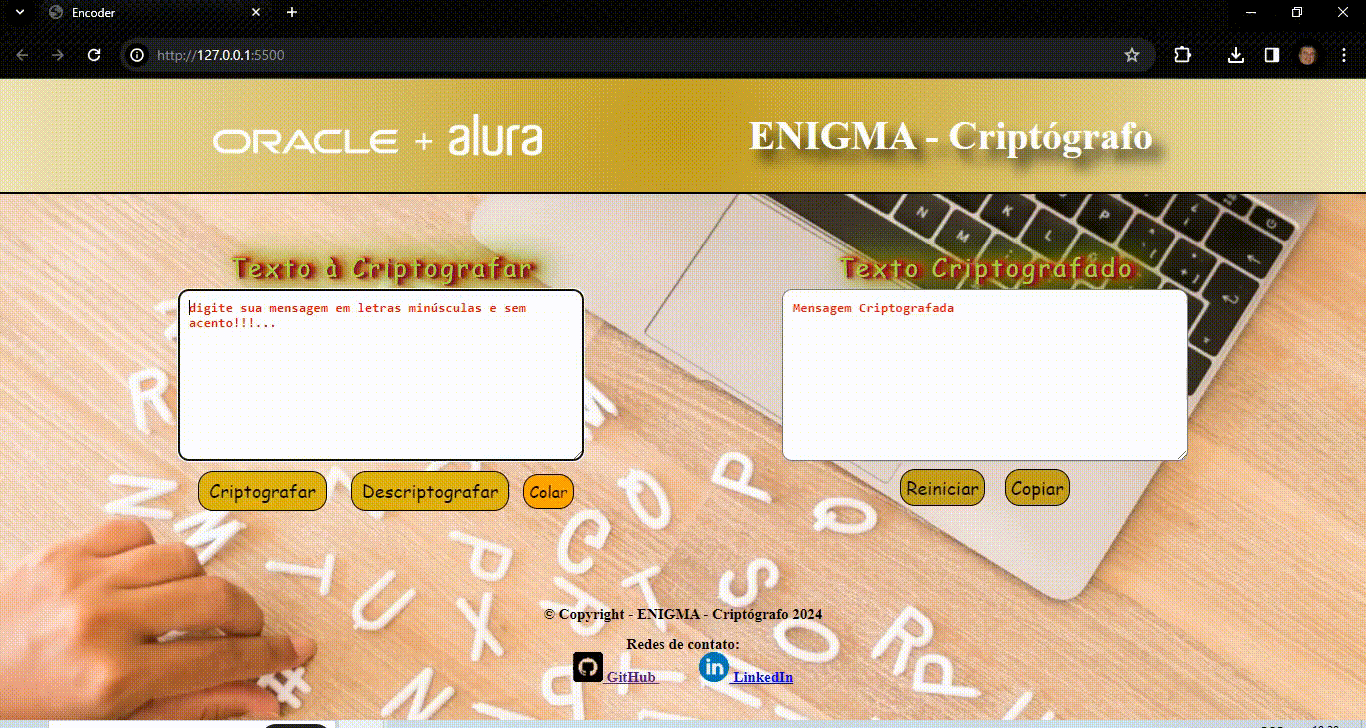 Encoder
http://127.0.0.1:5500
ORACLE + alura
ENIGMA - Criptógrafo
Texto à Criptografar
Texto Criptografado
digite sua mensagem em letras minúsculas e sem
acento!!!...
Mensagem Criptografada
Criptografar
Descriptografar
Colar
Reiniciar
Copiar
© Copyright - ENIGMA - Criptógrafo 2024
Redes de contato:
GitHub
LinkedIn